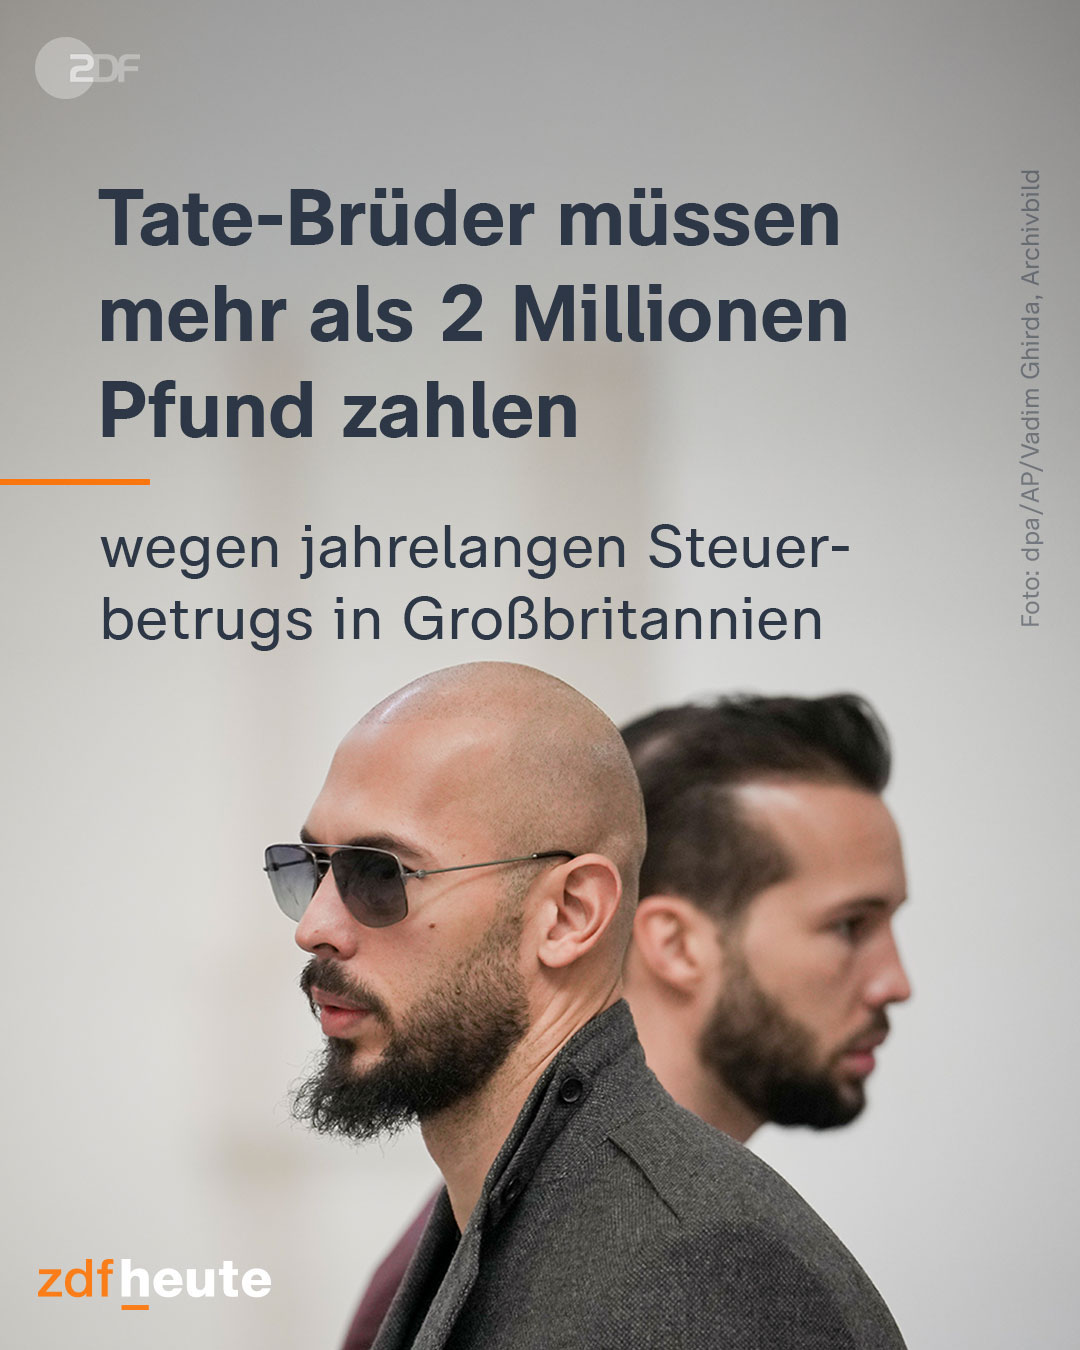 ZDF
Tate-Brüder müssen
mehr als 2 Millionen
Pfund zahlen
wegen jahrelangen Steuer-
betrugs in Großbritannien
Foto: dpa/AP/Vadim Ghirda, Archivbild
zdfheute